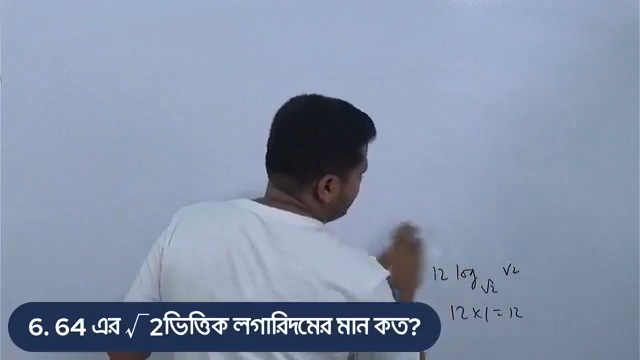 12 log√2 √2
12 × 1 = 12
6. 64 এর √2ভিত্তিক লগারিদমের মান কত?